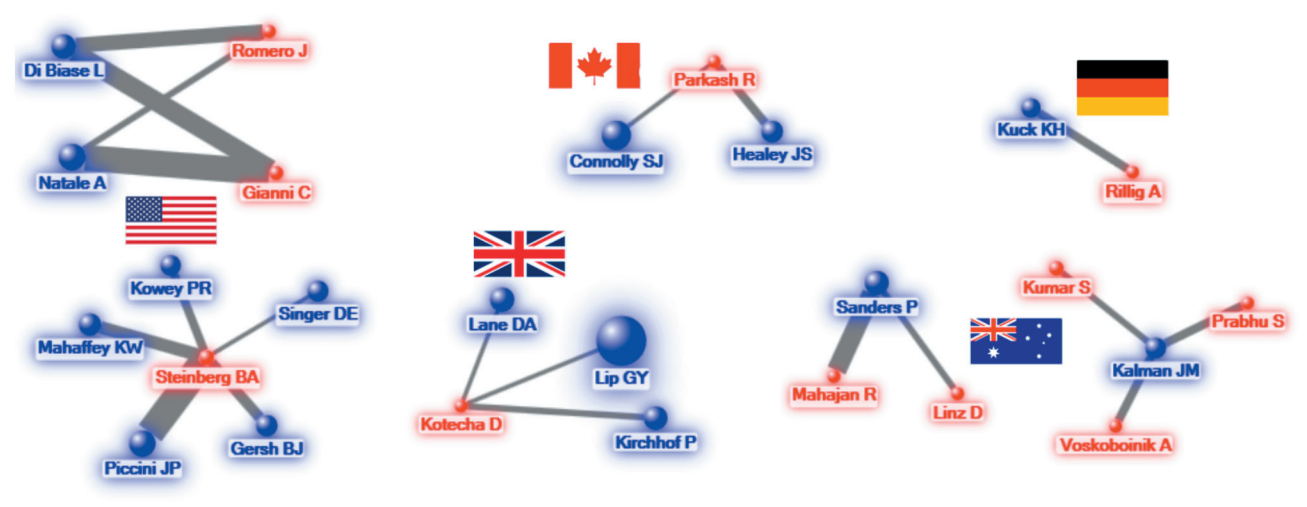 Romero J
Di Biase L
Natale A
Gianni C
Parkash R
Connolly SJ
Healey JS
Kuck KH
Rillig A
Kowey PR
Singer DE
Mahaffey KW
Steinberg BA
Gersh BJ
Piccini JP
Lane DA
Lip GY
Kotecha D
Kirchhof P
Sanders P
Mahajan R
Linz D
Kumar S
Prabhu S
Kalman JM
Voskoboinik A